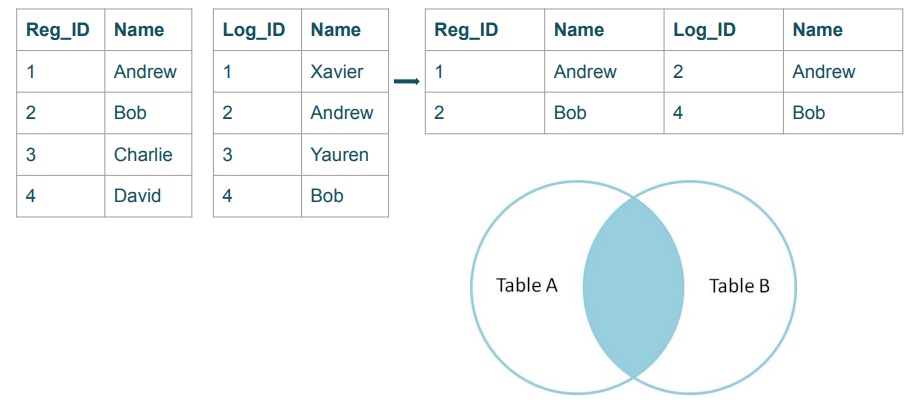 Reg_ID Name Log_ID Name Reg_ID Name Log_ID Name
1 Andrew 1 Xavier 1 Andrew 2 Andrew
2 Bob 2 Andrew 2 Bob 4 Bob
3 Charlie 3 Yauren
4 David 4 Bob
Table A Table B